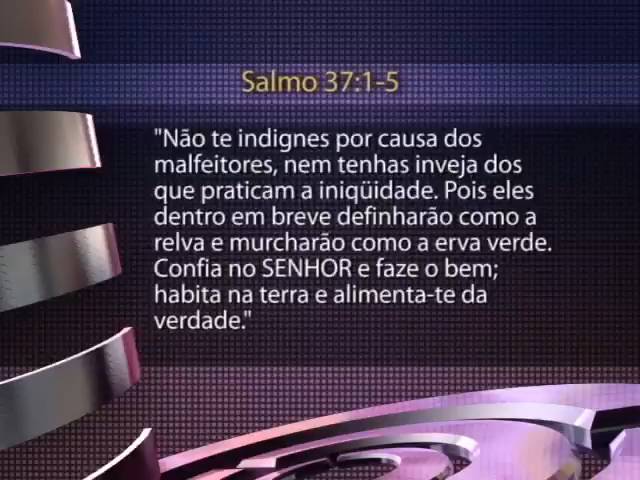 Salmo 37:1-5
"Não te indignes por causa dos
malfeitores, nem tenhas inveja dos
que praticam a iniqüidade. Pois eles
dentro em breve definharão como a
relva e murcharão como a erva verde.
Confia no SENHOR e faze o bem;
habita na terra e alimenta-te da
verdade."